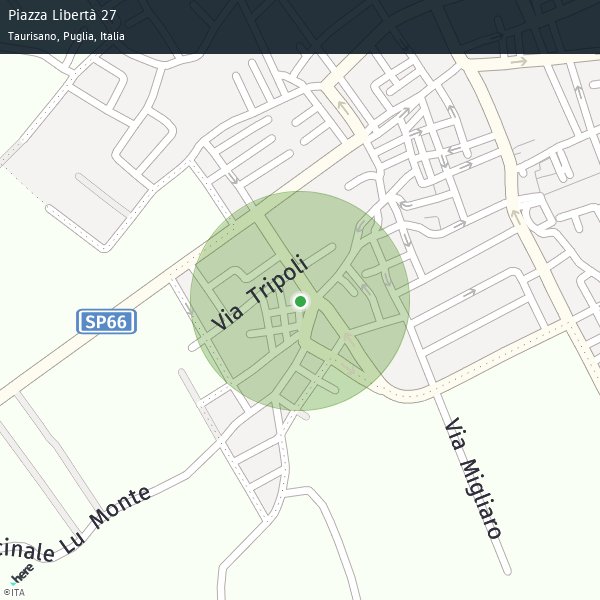 Piazza Libertà 27
Taurisano, Puglia, Italia
Via Tripoli
SP66
Via Migliaro
cinale Lu Monte
here
©ITA